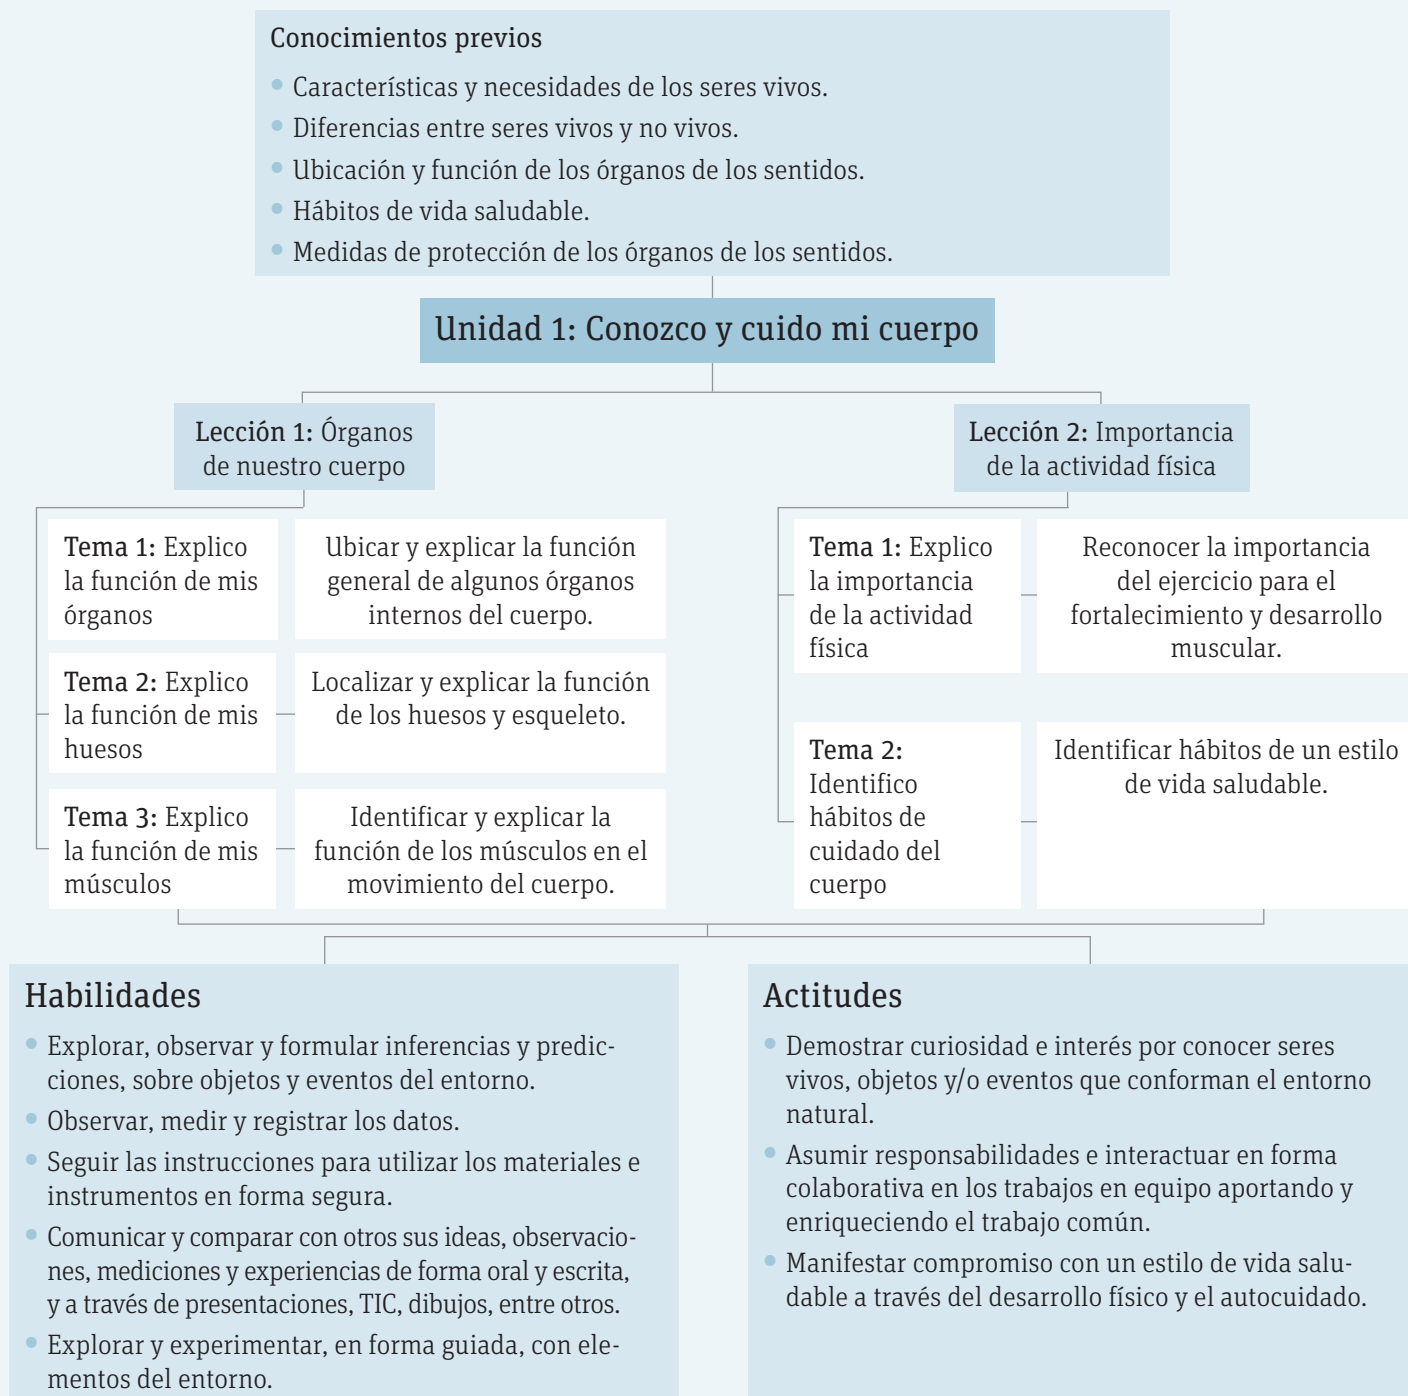 Conocimientos previos
• Características y necesidades de los seres vivos.
• Diferencias entre seres vivos y no vivos.
• Ubicación y función de los órganos de los sentidos.
• Hábitos de vida saludable.
• Medidas de protección de los órganos de los sentidos.
Unidad 1: Conozco y cuido mi cuerpo
Lección 1: Órganos
de nuestro cuerpo
Tema 1: Explico
la función de mis
órganos
Ubicar y explicar la función
general de algunos órganos
internos del cuerpo.
Tema 2: Explico
la función de mis
huesos
Localizar y explicar la función
de los huesos y esqueleto.
Tema 3: Explico
la función de mis
músculos
Identificar y explicar la
función de los músculos en el
movimiento del cuerpo.
Lección 2: Importancia
de la actividad física
Tema 1: Explico
la importancia
de la actividad
física
Reconocer la importancia
del ejercicio para el
fortalecimiento y desarrollo
muscular.
Tema 2:
Identifico
hábitos de
cuidado del
cuerpo
Identificar hábitos de un estilo
de vida saludable.
Habilidades
• Explorar, observar y formular inferencias y predic-
ciones, sobre objetos y eventos del entorno.
• Observar, medir y registrar los datos.
• Seguir las instrucciones para utilizar los materiales e
instrumentos en forma segura.
• Comunicar y comparar con otros sus ideas, observacio-
nes, mediciones y experiencias de forma oral y escrita,
y a través de presentaciones, TIC, dibujos, entre otros.
• Explorar y experimentar, en forma guiada, con ele-
mentos del entorno.
Actitudes
• Demostrar curiosidad e interés por conocer seres
vivos, objetos y/o eventos que conforman el entorno
natural.
• Asumir responsabilidades e interactuar en forma
colaborativa en los trabajos en equipo aportando y
enriqueciendo el trabajo común.
• Manifestar compromiso con un estilo de vida salu-
dable a través del desarrollo físico y el autocuidado.